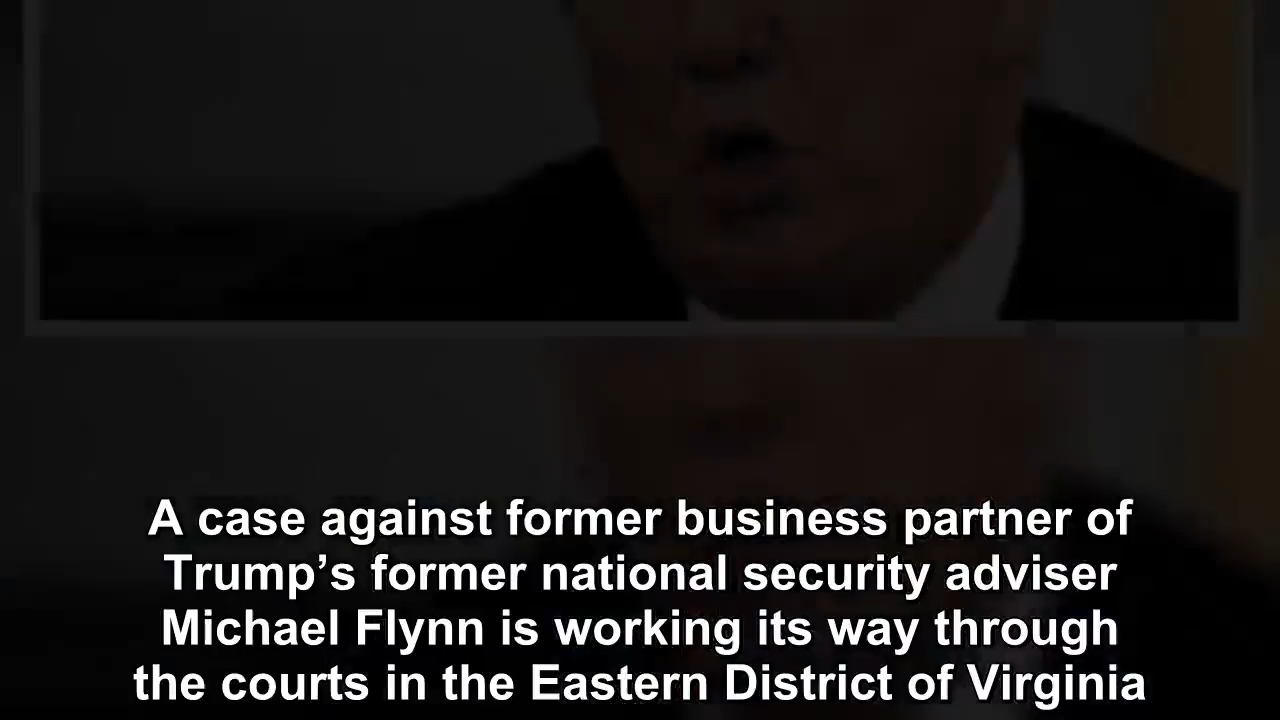 A case against former business partner of
Trump’s former national security adviser
Michael Flynn is working its way through
the courts in the Eastern District of Virginia